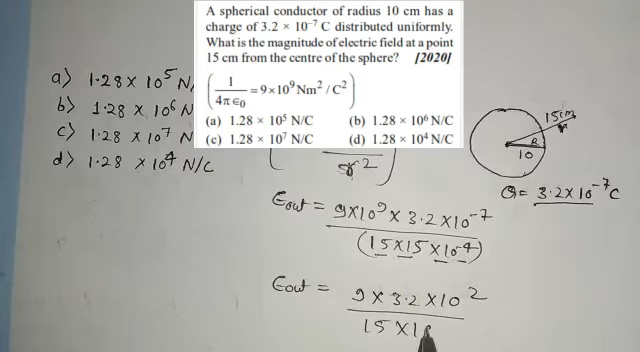 A spherical conductor of radius 10 cm has a
charge of 3.2 × 10⁻⁷ C distributed uniformly.
What is the magnitude of electric field at a point
15 cm from the centre of the sphere? [2020]
(1/4π∈₀ = 9×10⁹ Nm² / C²)
(a) 1.28 × 10⁵ N/C (b) 1.28 × 10⁶ N/C
(c) 1.28 × 10⁷ N/C (d) 1.28 × 10⁴ N/C
a) 1.28 × 10⁵ N/
b) 1.28 × 10⁶ N
c) 1.28 × 10⁷ N
d) 1.28 × 10⁴ N/C
r²
15cm
R
10
Q = 3.2×10⁻⁷C
Eout = 9×10⁹ × 3.2×10⁻⁷
(15×15×10⁻⁴)
Eout = 9×3.2×10²
15×1